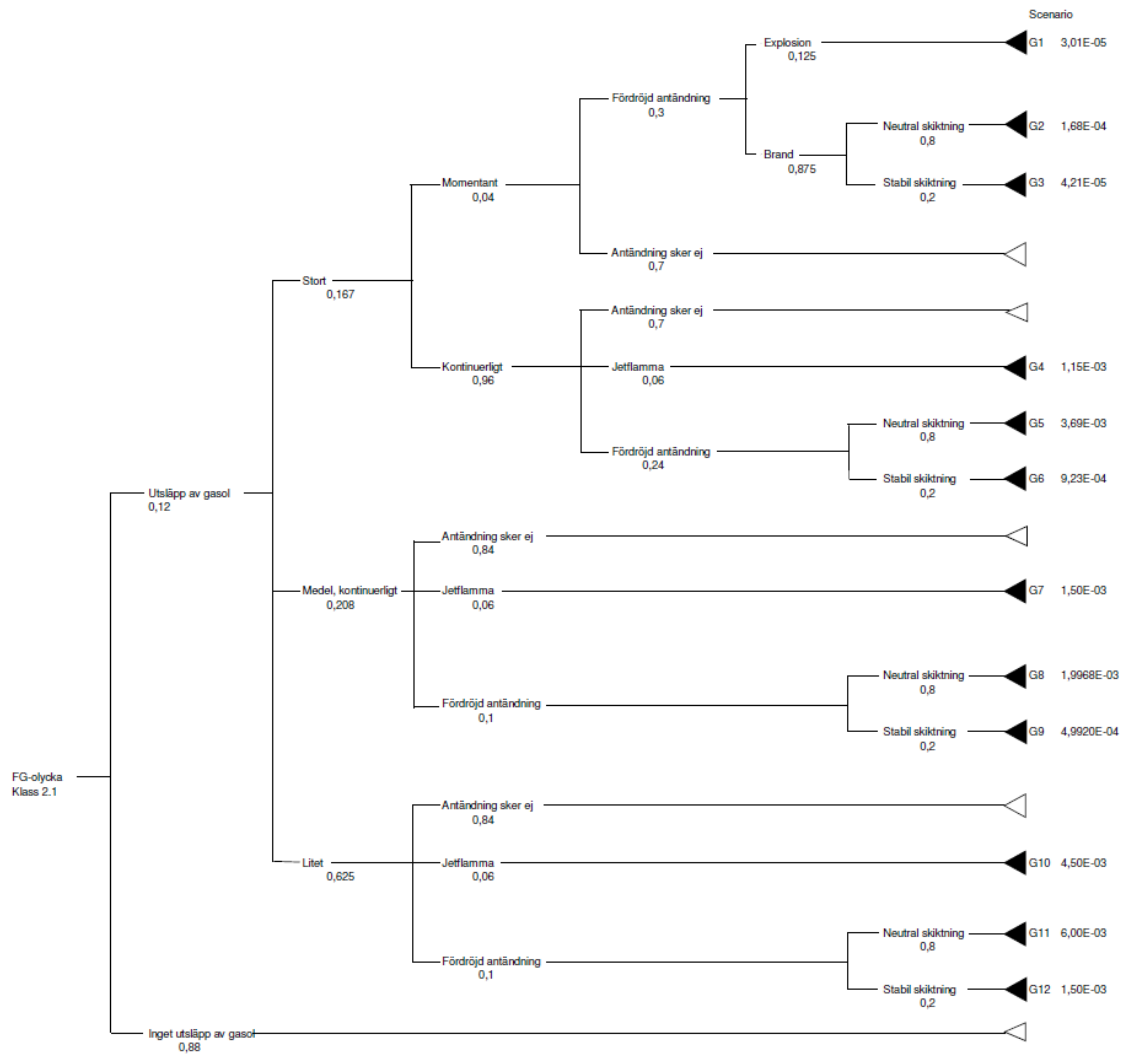 Scenario
Explosion
0,125
G1 3,01E-05
Fördröjd antändning
0,3
Neutral skiktning
0,8
G2 1,68E-04
Brand
0,875
Momentant
0,04
Stabil skiktning
0,2
G3 4,21E-05
Antändning sker ej
0,7
Stort
0,167
Antändning sker ej
0,7
Kontinuerligt
0,96
Jetflamma
0,06
G4 1,15E-03
Neutral skiktning
0,8
G5 3,69E-03
Fördröjd antändning
0,24
Stabil skiktning
0,2
G6 9,23E-04
Utsläpp av gasol
0,12
Antändning sker ej
0,84
Medel, kontinuerligt
0,208
Jetflamma
0,06
G7 1,50E-03
Neutral skiktning
0,8
G8 1,9968E-03
Fördröjd antändning
0,1
Stabil skiktning
0,2
G9 4,9920E-04
FG-olycka
Klass 2.1
Antändning sker ej
0,84
Litet
0,625
Jetflamma
0,06
G10 4,50E-03
Neutral skiktning
0,8
G11 6,00E-03
Fördröjd antändning
0,1
Stabil skiktning
0,2
G12 1,50E-03
Inget utsläpp av gasol
0,88